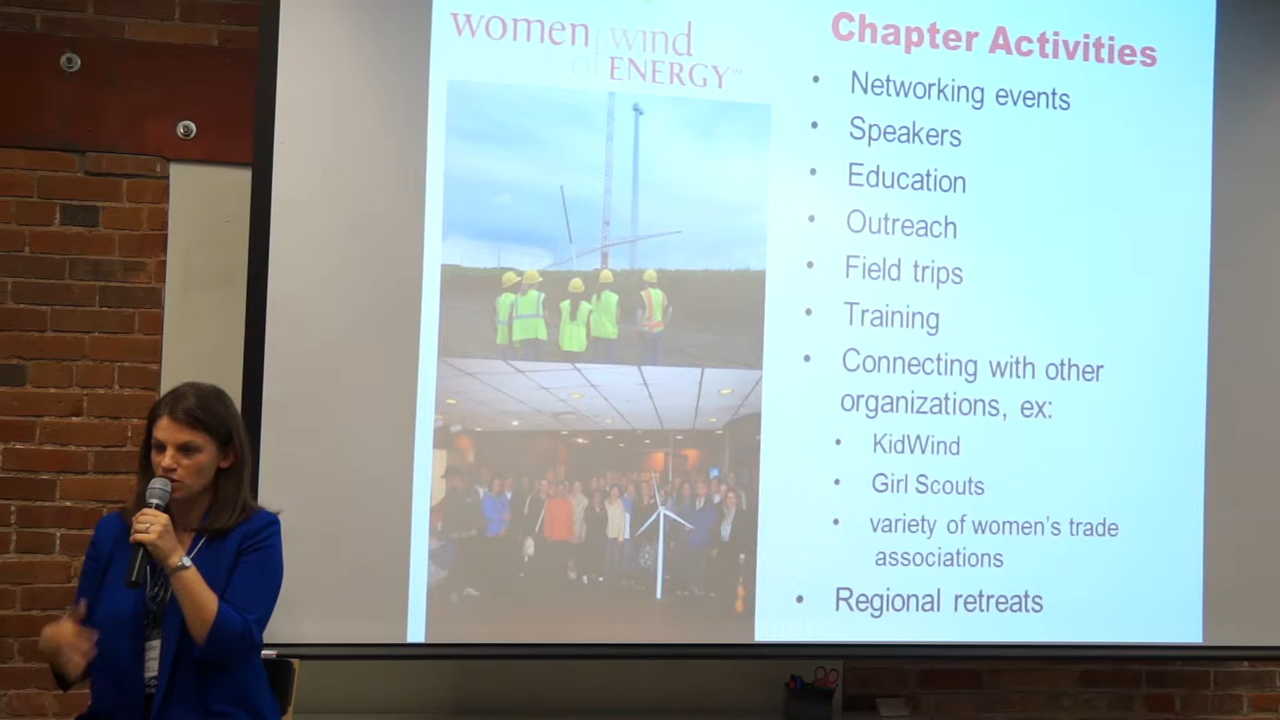 women wind
of ENERGY℠
Chapter Activities
• Networking events
• Speakers
• Education
• Outreach
• Field trips
• Training
• Connecting with other
organizations, ex:
• KidWind
• Girl Scouts
• variety of women's trade
associations
• Regional retreats